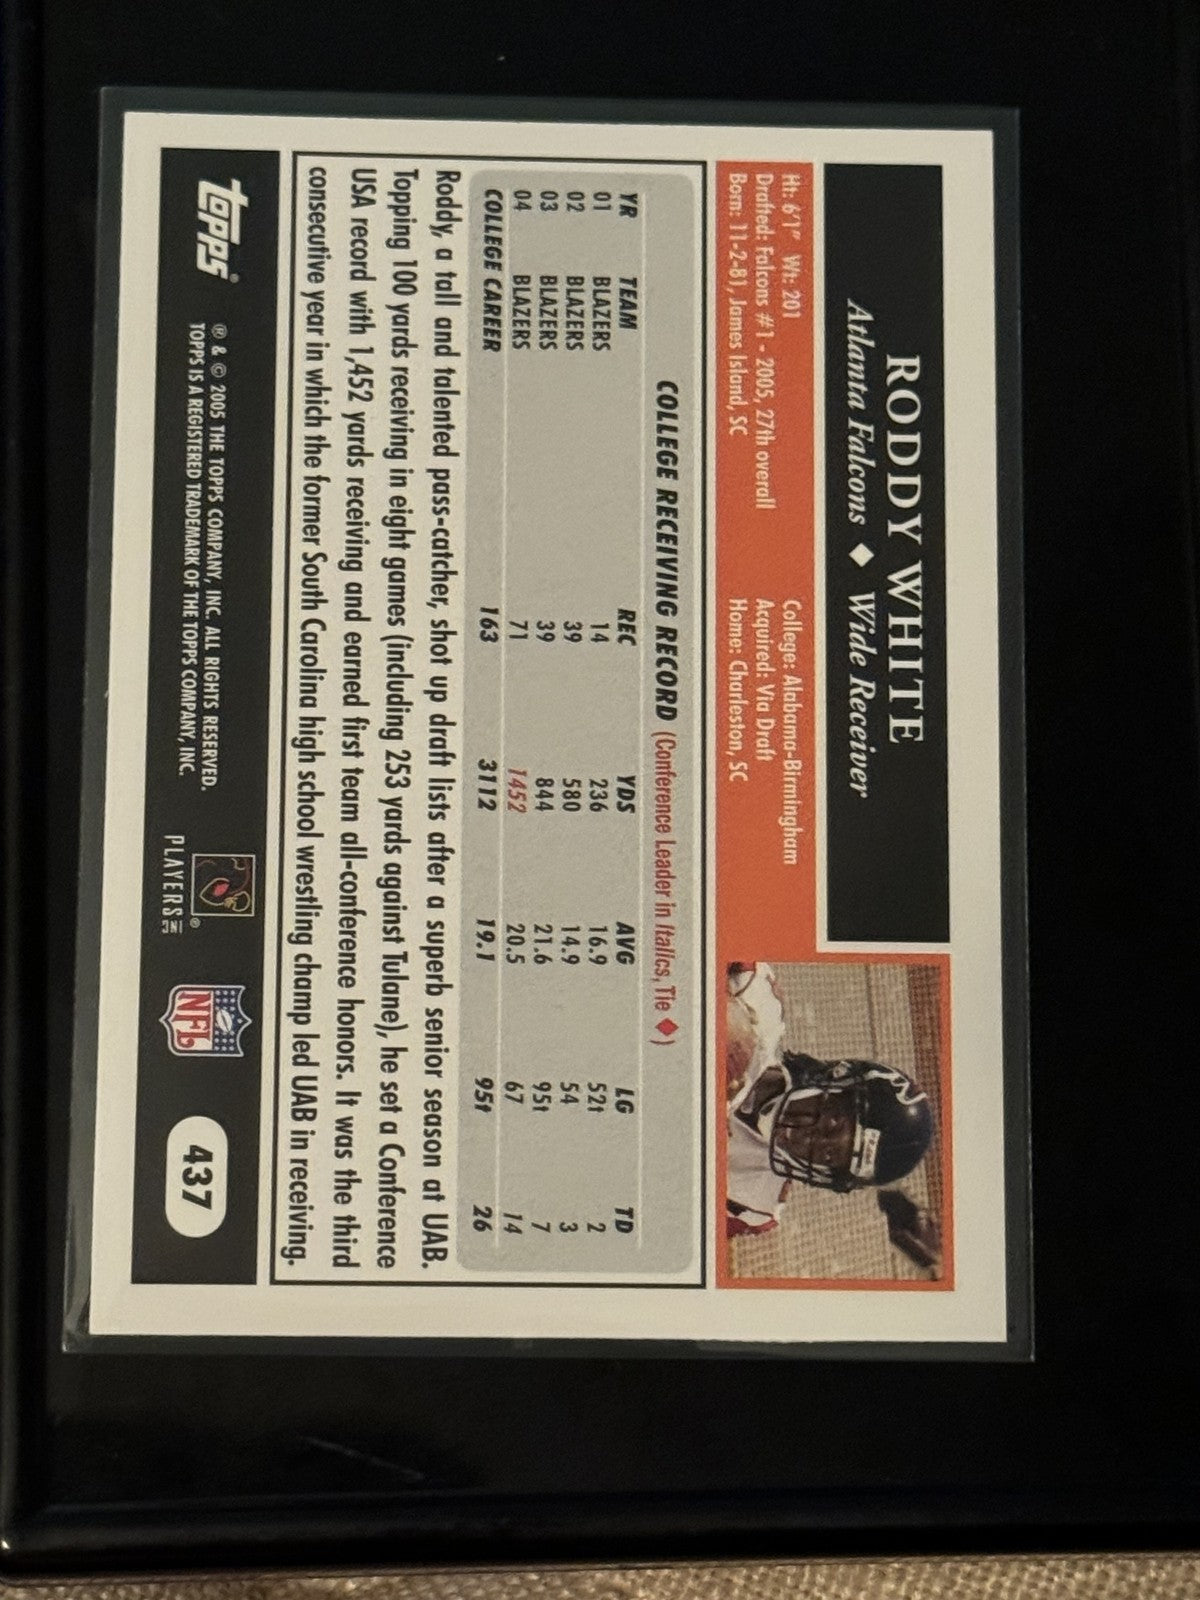 RODDY WHITE
Atlanta Falcons ♦ Wide Receiver
Ht: 6'1" Wt: 201
Drafted: Falcons #1 - 2005, 27th overall
Born: 11-2-81, James Island, SC
College: Alabama-Birmingham
Acquired: Via Draft
Home: Charleston, SC
COLLEGE RECEIVING RECORD (Conference Leader in Italics, Tie ♦)
YR TEAM REC YDS AVG LG TD
01 BLAZERS 14 236 16.9 52t 2
02 BLAZERS 39 580 14.9 54 3
03 BLAZERS 39 844 21.6 95t 7
04 BLAZERS 71 1452 20.5 67 14
COLLEGE CAREER 163 3112 19.1 95t 26
Roddy, a tall and talented pass-catcher, shot up draft lists after a superb senior season at UAB.
Topping 100 yards receiving in eight games (including 253 yards against Tulane), he set a Conference
USA record with 1,452 yards receiving and earned first team all-conference honors. It was the third
consecutive year in which the former South Carolina high school wrestling champ led UAB in receiving.
topps®
® & © 2005 THE TOPPS COMPANY, INC. ALL RIGHTS RESERVED.
TOPPS IS A REGISTERED TRADEMARK OF THE TOPPS COMPANY, INC.
PLAYERS
NFL
437